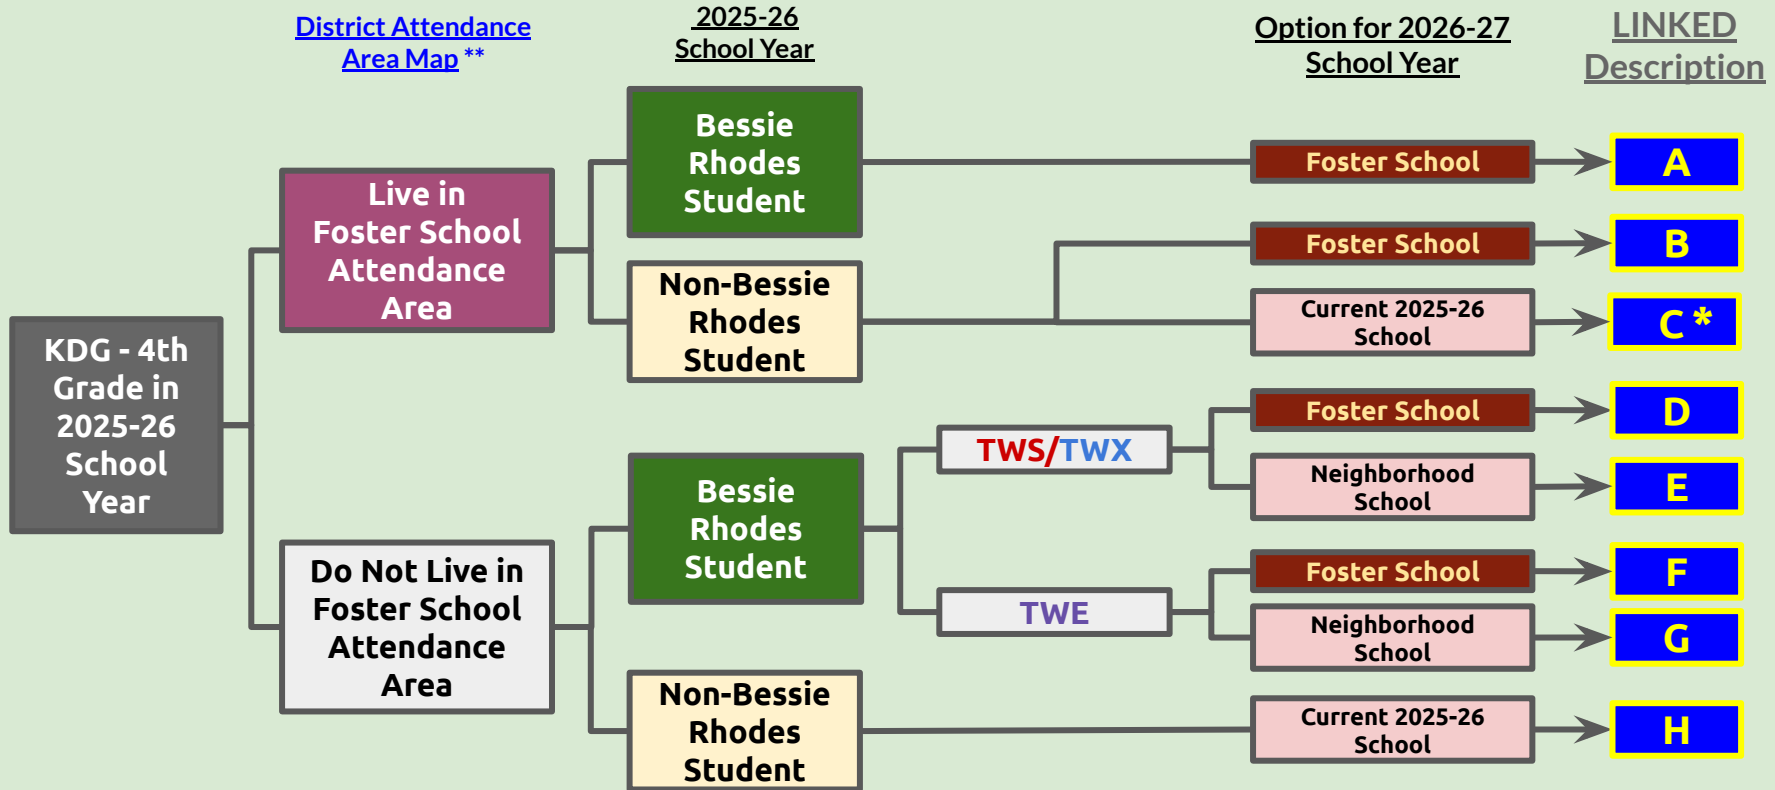 District Attendance
Area Map **
2025-26
School Year
Option for 2026-27
School Year
LINKED
Description
KDG - 4th
Grade in
2025-26
School
Year
Live in
Foster School
Attendance
Area
Bessie
Rhodes
Student
Foster School
A
Non-Bessie
Rhodes
Student
Foster School
B
Current 2025-26
School
C *
Do Not Live in
Foster School
Attendance
Area
Bessie
Rhodes
Student
TWS/TWX
Foster School
D
Neighborhood
School
E
TWE
Foster School
F
Neighborhood
School
G
Non-Bessie
Rhodes
Student
Current 2025-26
School
H